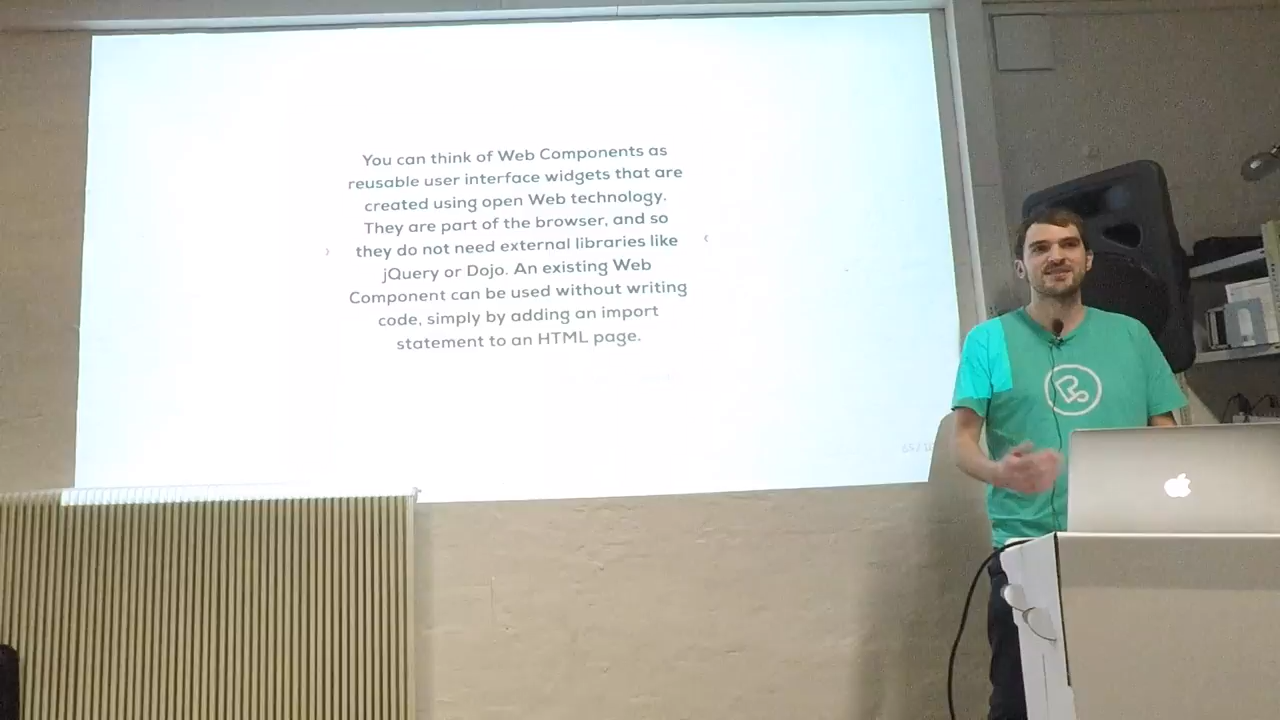 You can think of Web Components as
reusable user interface widgets that are
created using open Web technology.
They are part of the browser, and so
they do not need external libraries like
jQuery or Dojo. An existing Web
Component can be used without writing
code, simply by adding an import
statement to an HTML page.